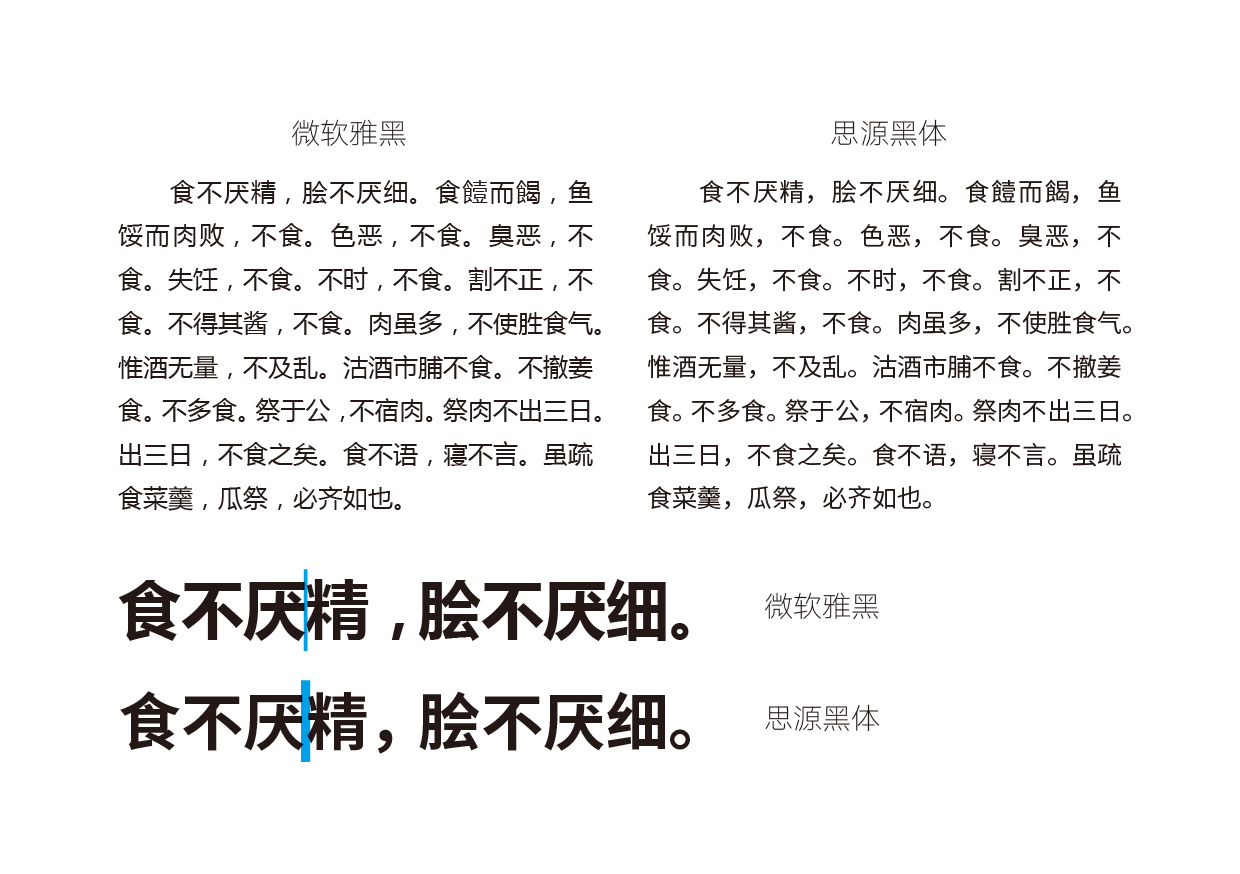 微软雅黑
食不厌精，脍不厌细。食饐而餲，鱼
馁而肉败，不食。色恶，不食。臭恶，不
食。失饪，不食。不时，不食。割不正，不
食。不得其酱，不食。肉虽多，不使胜食气。
惟酒无量，不及乱。沽酒市脯不食。不撤姜
食。不多食。祭于公，不宿肉。祭肉不出三日。
出三日，不食之矣。食不语，寝不言。虽疏
食菜羹，瓜祭，必齐如也。
思源黑体
食不厌精，脍不厌细。食饐而餲，鱼
馁而肉败，不食。色恶，不食。臭恶，不
食。失饪，不食。不时，不食。割不正，不
食。不得其酱，不食。肉虽多，不使胜食气。
惟酒无量，不及乱。沽酒市脯不食。不撤姜
食。不多食。祭于公，不宿肉。祭肉不出三日。
出三日，不食之矣。食不语，寝不言。虽疏
食菜羹，瓜祭，必齐如也。
食不厌精，脍不厌细。
微软雅黑
食不厌精，脍不厌细。
思源黑体